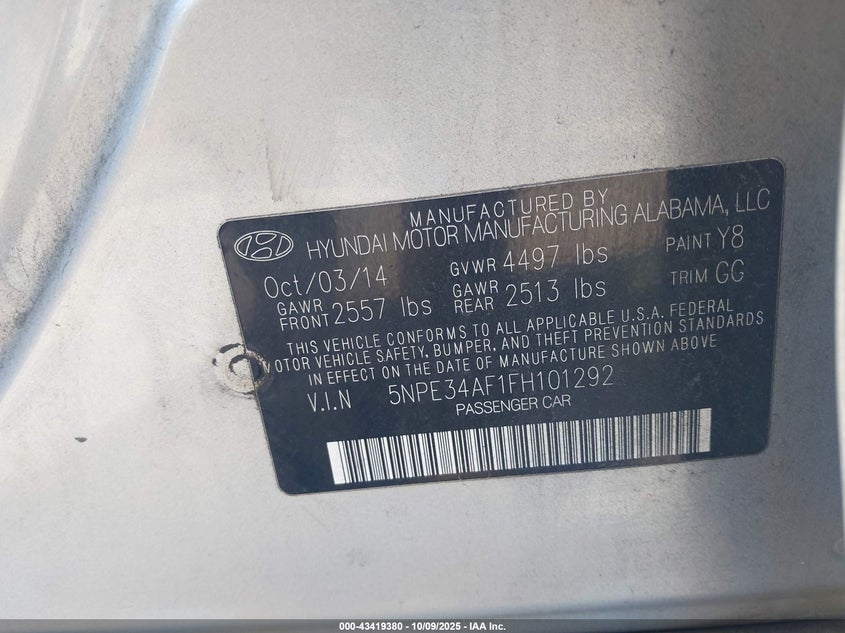 MANUFACTURED BY
HYUNDAI MOTOR MANUFACTURING ALABAMA, LLC
Oct/03/14 GVWR 4497 lbs PAINT Y8
GAWR FRONT 2557 lbs GAWR REAR 2513 lbs TRIM GG
THIS VEHICLE CONFORMS TO ALL APPLICABLE U.S.A. FEDERAL
MOTOR VEHICLE SAFETY, BUMPER, AND THEFT PREVENTION STANDARDS
IN EFFECT ON THE DATE OF MANUFACTURE SHOWN ABOVE
V.I.N 5NPE34AF1FH101292
PASSENGER CAR
000-43419380 - 10/09/2025 - IAA Inc.